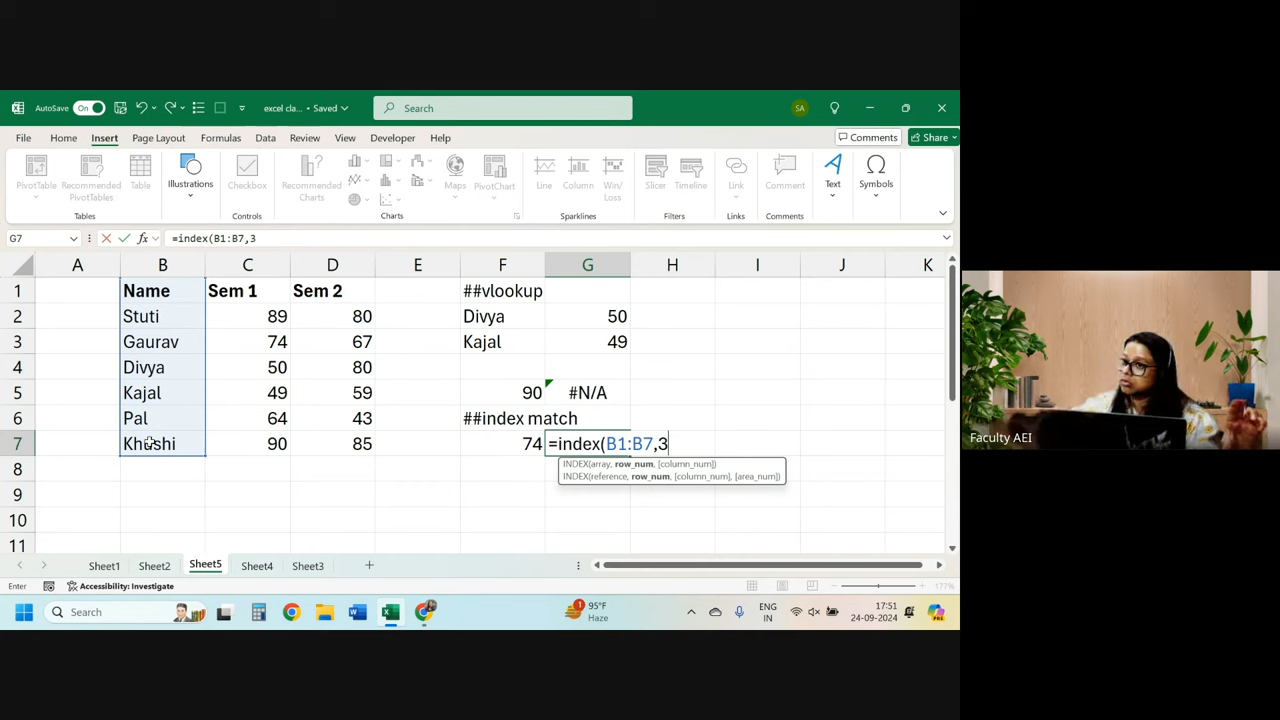 AutoSave On excel cla... • Saved Search SA
File Home Insert Page Layout Formulas Data Review View Developer Help Comments Share
PivotTable Recommended PivotTables Table Illustrations Checkbox Recommended Charts Maps PivotChart Line Column Win/Loss Slicer Timeline Link Comment Text Symbols
Tables Controls Charts Sparklines Filters Links Comments
G7 fx =index(B1:B7,3
A B C D E F G H I J K
1 Name Sem 1 Sem 2 ##vlookup
2 Stuti 89 80 Divya 50
3 Gaurav 74 67 Kajal 49
4 Divya 50 80
5 Kajal 49 59 90 #N/A
6 Pal 64 43 ##index match
7 Khushi 90 85 74 =index(B1:B7,3
8 INDEX(array, row_num, [column_num])
INDEX(reference, row_num, [column_num], [area_num])
9
10
11
Faculty AEI
Sheet1 Sheet2 Sheet5 Sheet4 Sheet3
Enter Accessibility: Investigate 177%
Search 1 95°F Haze ENG IN 17:51 24-09-2024